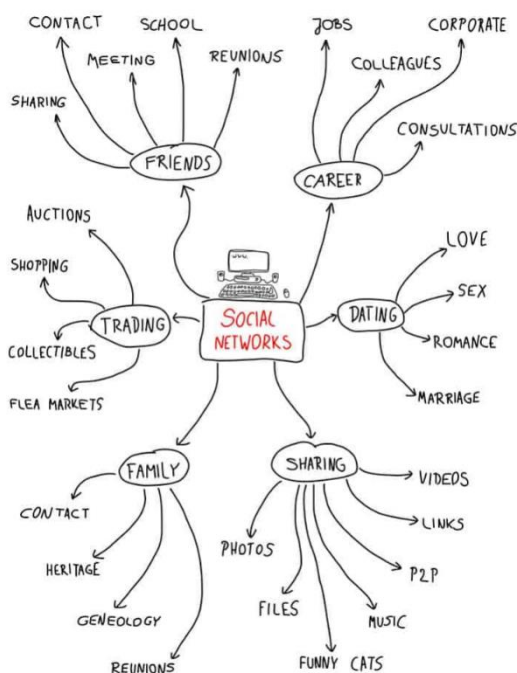 CONTACT
SCHOOL
MEETING
REUNIONS
SHARING
FRIENDS
JOBS
CORPORATE
COLLEAGUES
CONSULTATIONS
CAREER
AUCTIONS
SHOPPING
TRADING
COLLECTIBLES
FLEA MARKETS
SOCIAL
NETWORKS
LOVE
SEX
DATING
ROMANCE
MARRIAGE
FAMILY
CONTACT
HERITAGE
GENEOLOGY
REUNIONS
SHARING
VIDEOS
LINKS
PHOTOS
P2P
FILES
MUSIC
FUNNY CATS